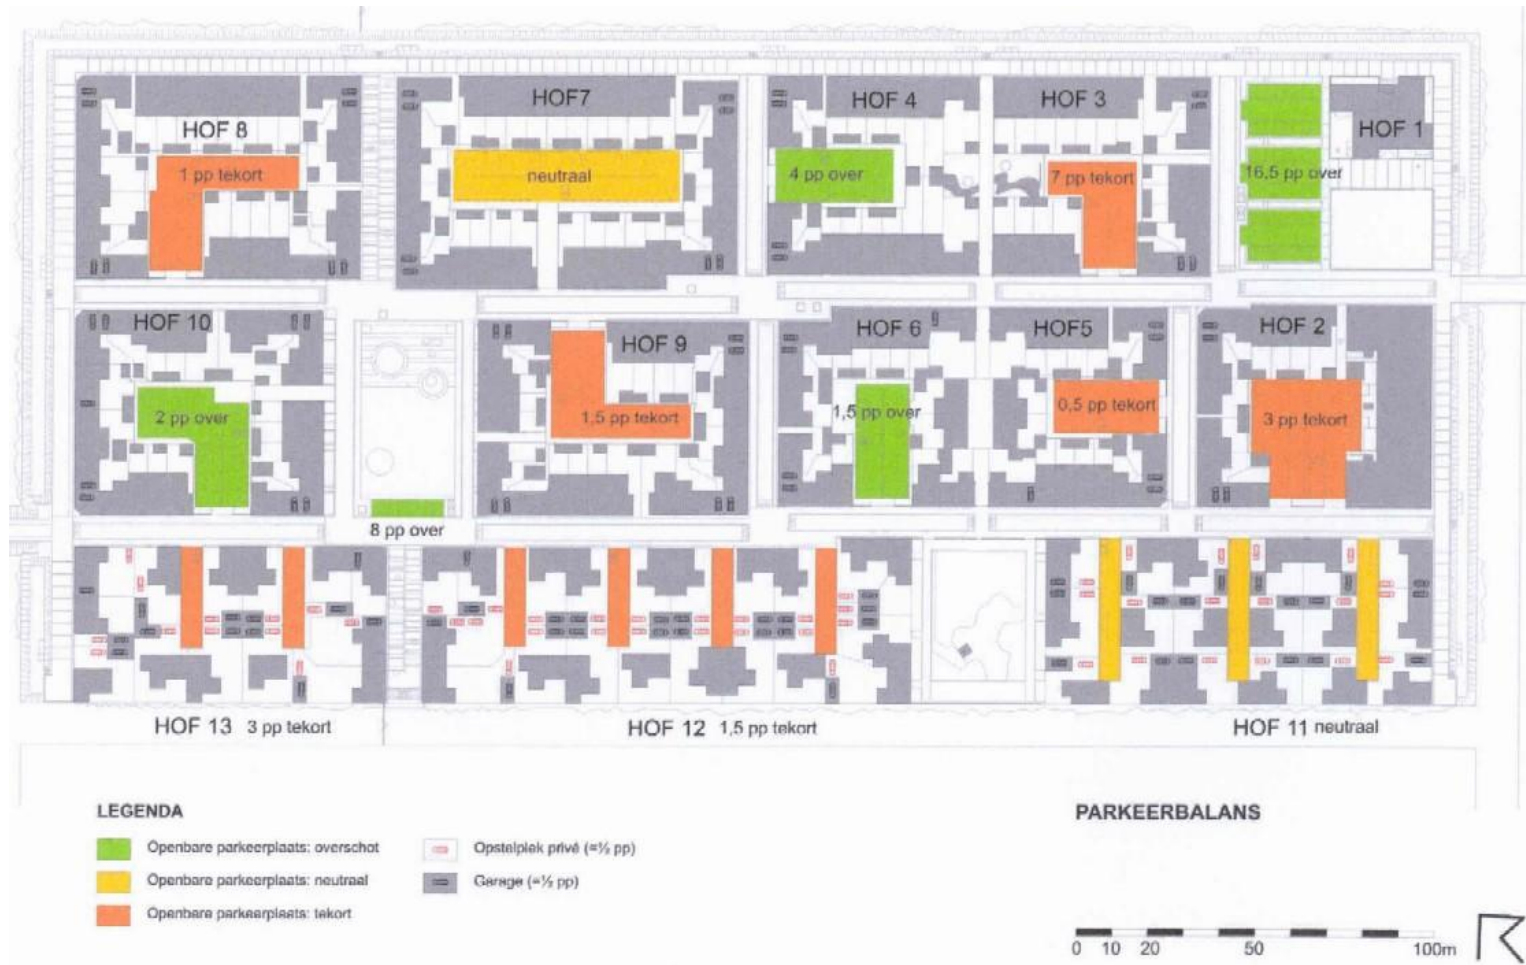 HOF 8
HOF7
HOF 4
HOF 3
HOF 1
1 pp tekort
neutraal
4 pp over
7 pp tekort
16,5 pp over
HOF 10
HOF 9
HOF 6
HOF5
HOF 2
2 pp over
1,5 pp tekort
1,5 pp over
0,5 pp tekort
3 pp tekort
8 pp over
HOF 13 3 pp tekort
HOF 12 1,5 pp tekort
HOF 11 neutraal
LEGENDA
Openbare parkeerplaats: overschot
Openbare parkeerplaats: neutraal
Openbare parkeerplaats: tekort
Opstelplek privé (=½ pp)
Garage (=½ pp)
PARKEERBALANS
0 10 20 50 100m